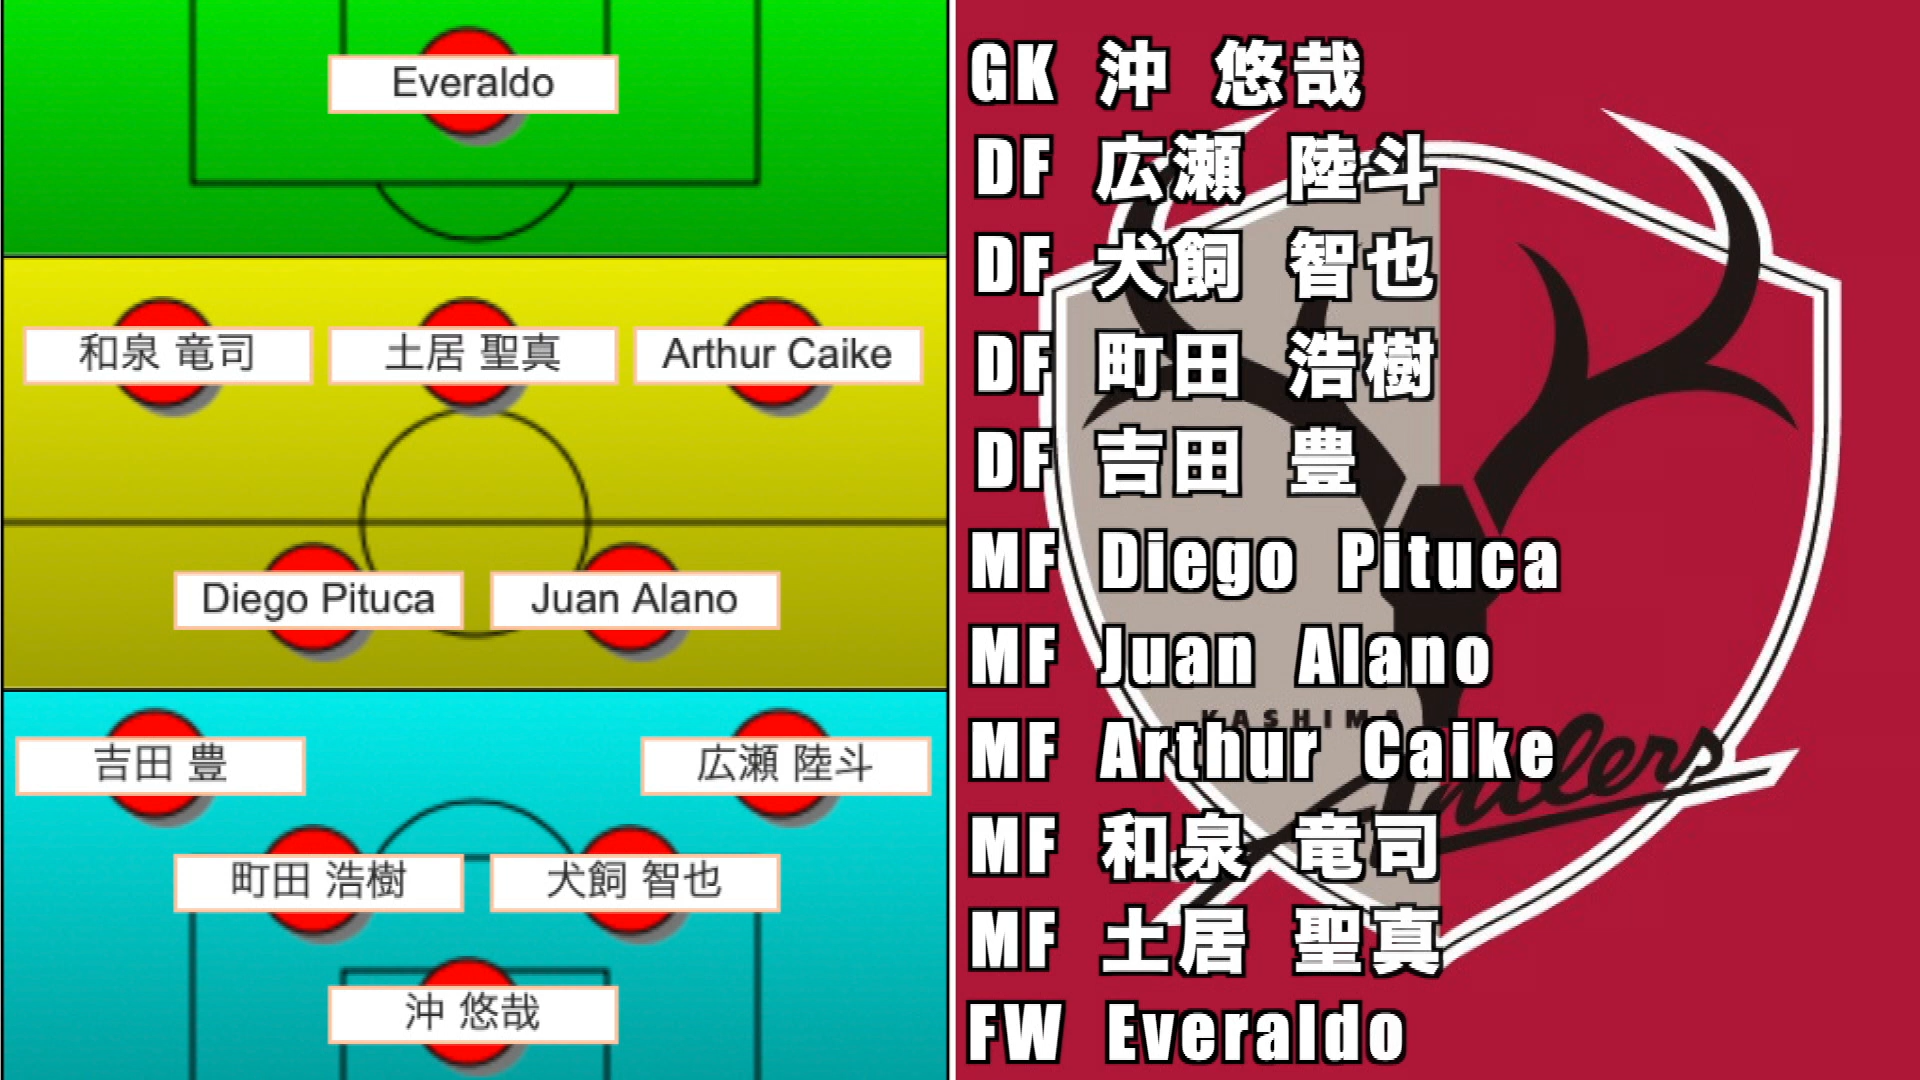 Everaldo
和泉 竜司
土居 聖真
Arthur Caike
Diego Pituca
Juan Alano
吉田 豊
広瀬 陸斗
町田 浩樹
犬飼 智也
沖 悠哉
GK 沖 悠哉
DF 広瀬 陸斗
DF 犬飼 智也
DF 町田 浩樹
DF 吉田 豊
MF Diego Pituca
MF Juan Alano
MF Arthur Caike
MF 和泉 竜司
MF 土居 聖真
FW Everaldo
KASHIMA
Antlers